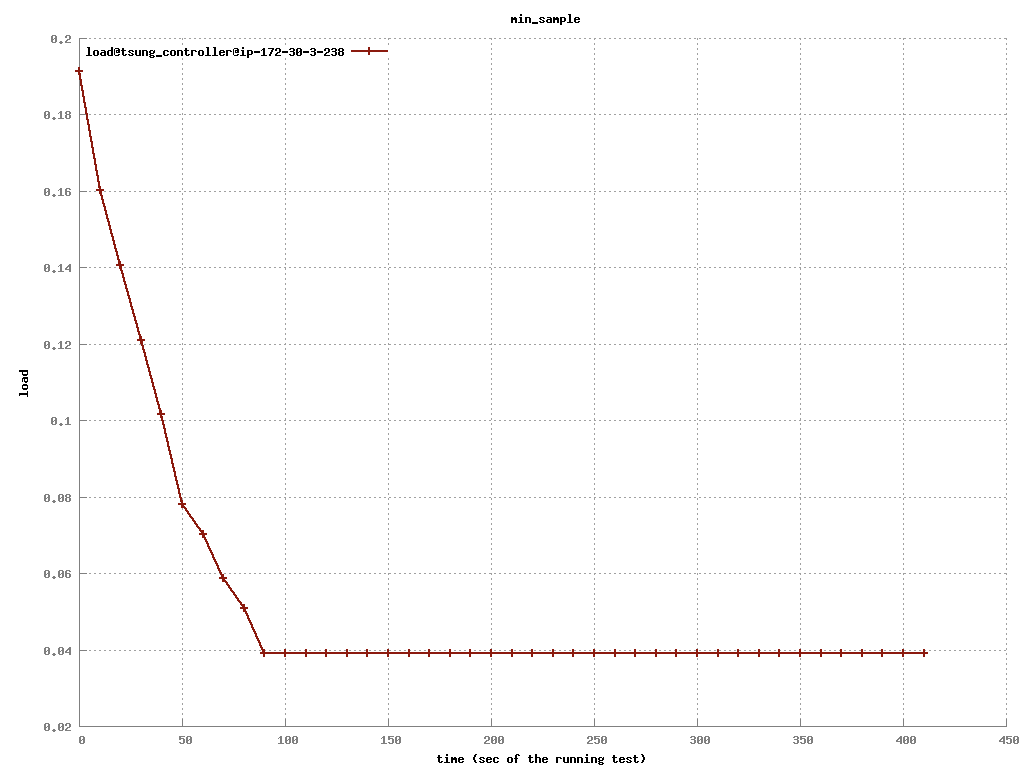 min_sample
load@tsung_controller@ip-172-30-3-238
0.2
0.18
0.16
0.14
0.12
0.1
0.08
0.06
0.04
0.02
load
0 50 100 150 200 250 300 350 400 450
time (sec of the running test)